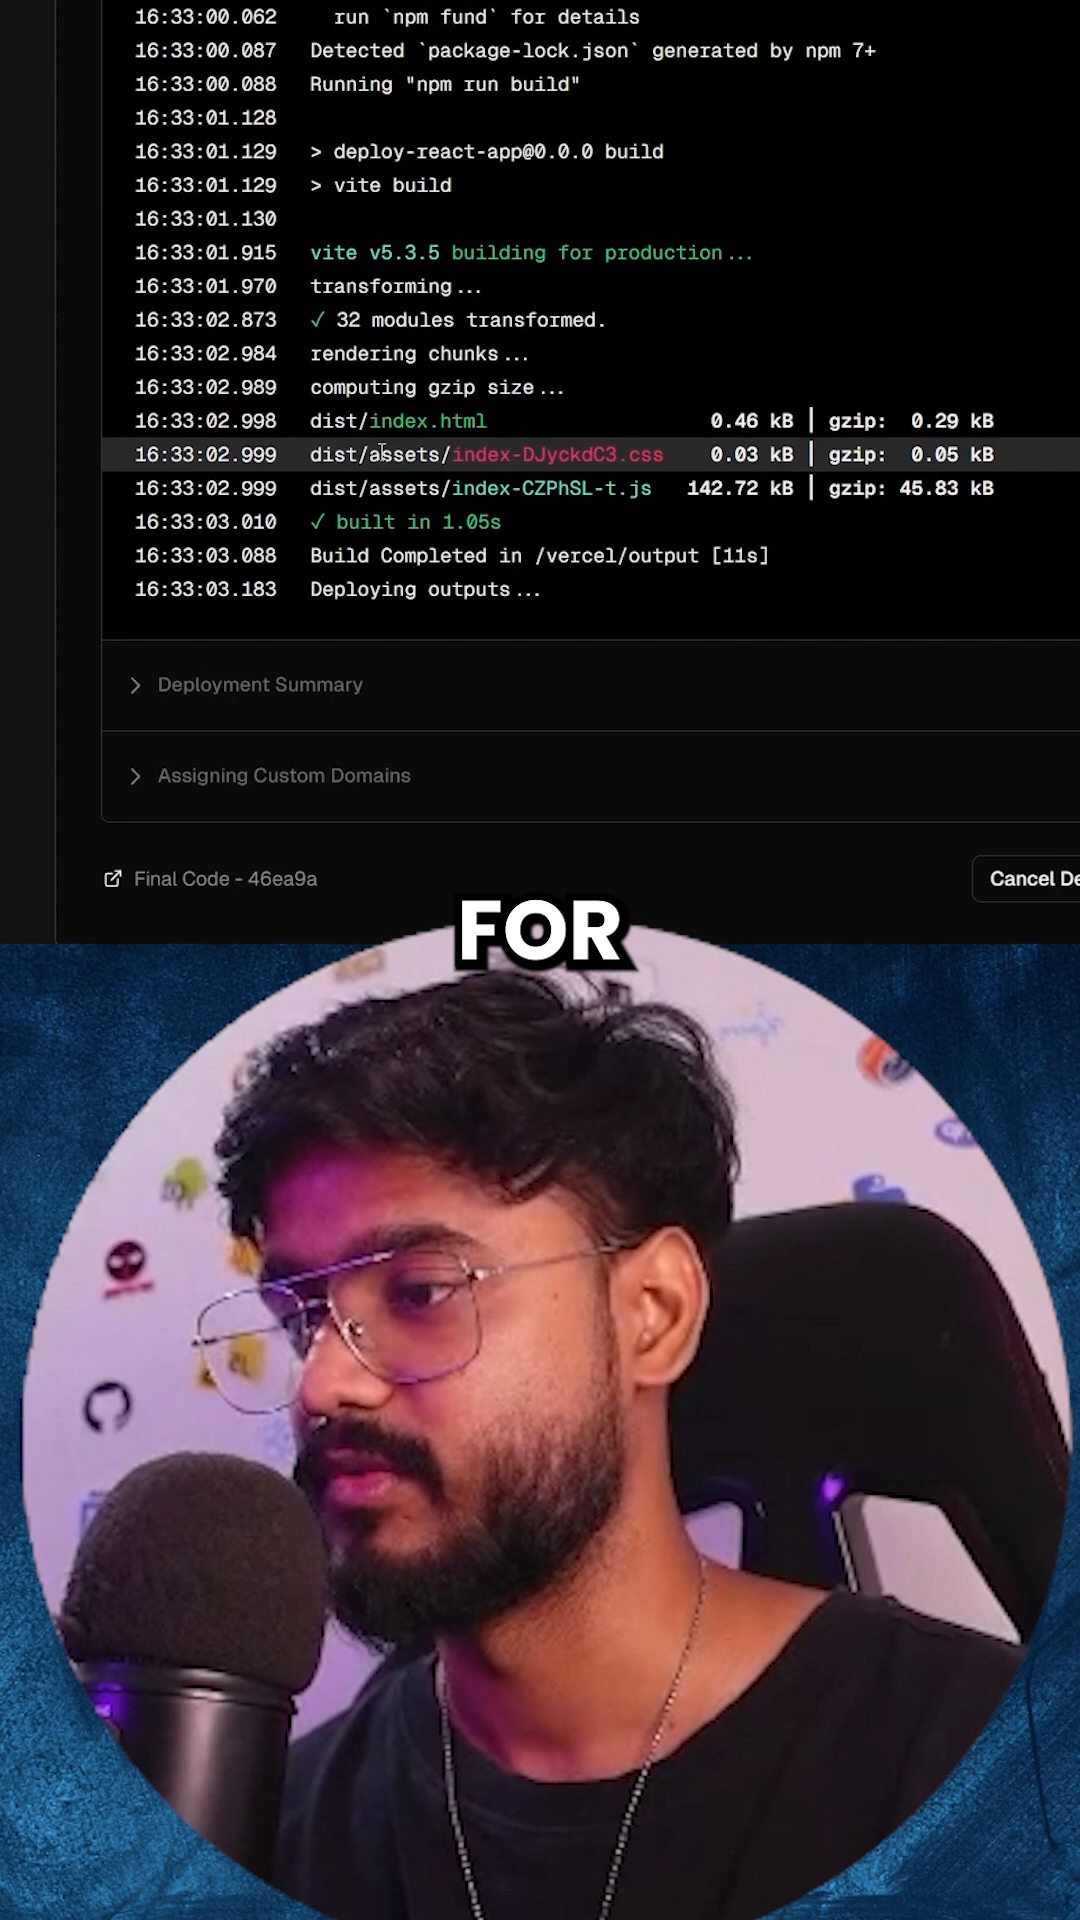 16:33:00.062 run `npm fund` for details
16:33:00.087 Detected `package-lock.json` generated by npm 7+
16:33:00.088 Running "npm run build"
16:33:01.128
16:33:01.129 > deploy-react-app@0.0.0 build
16:33:01.129 > vite build
16:33:01.130
16:33:01.915 vite v5.3.5 building for production...
16:33:01.970 transforming...
16:33:02.873 ✓ 32 modules transformed.
16:33:02.984 rendering chunks...
16:33:02.989 computing gzip size...
16:33:02.998 dist/index.html 0.46 kB │ gzip: 0.29 kB
16:33:02.999 dist/assets/index-DJyckdC3.css 0.03 kB │ gzip: 0.05 kB
16:33:02.999 dist/assets/index-CZPhSL-t.js 142.72 kB │ gzip: 45.83 kB
16:33:03.010 ✓ built in 1.05s
16:33:03.088 Build Completed in /vercel/output [11s]
16:33:03.183 Deploying outputs...
Deployment Summary
Assigning Custom Domains
Final Code - 46ea9a
Cancel De
FOR